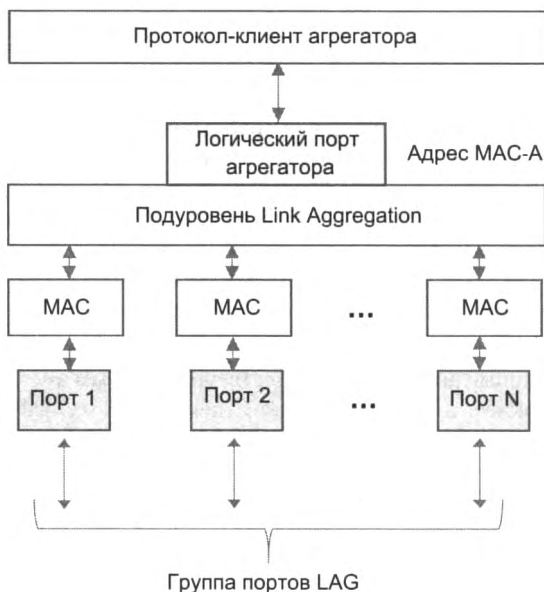 Протокол-клиент агрегатора
Логический порт
агрегатора
Адрес MAC-A
Подуровень Link Aggregation
MAC
MAC
...
MAC
Порт 1
Порт 2
...
Порт N
Группа портов LAG